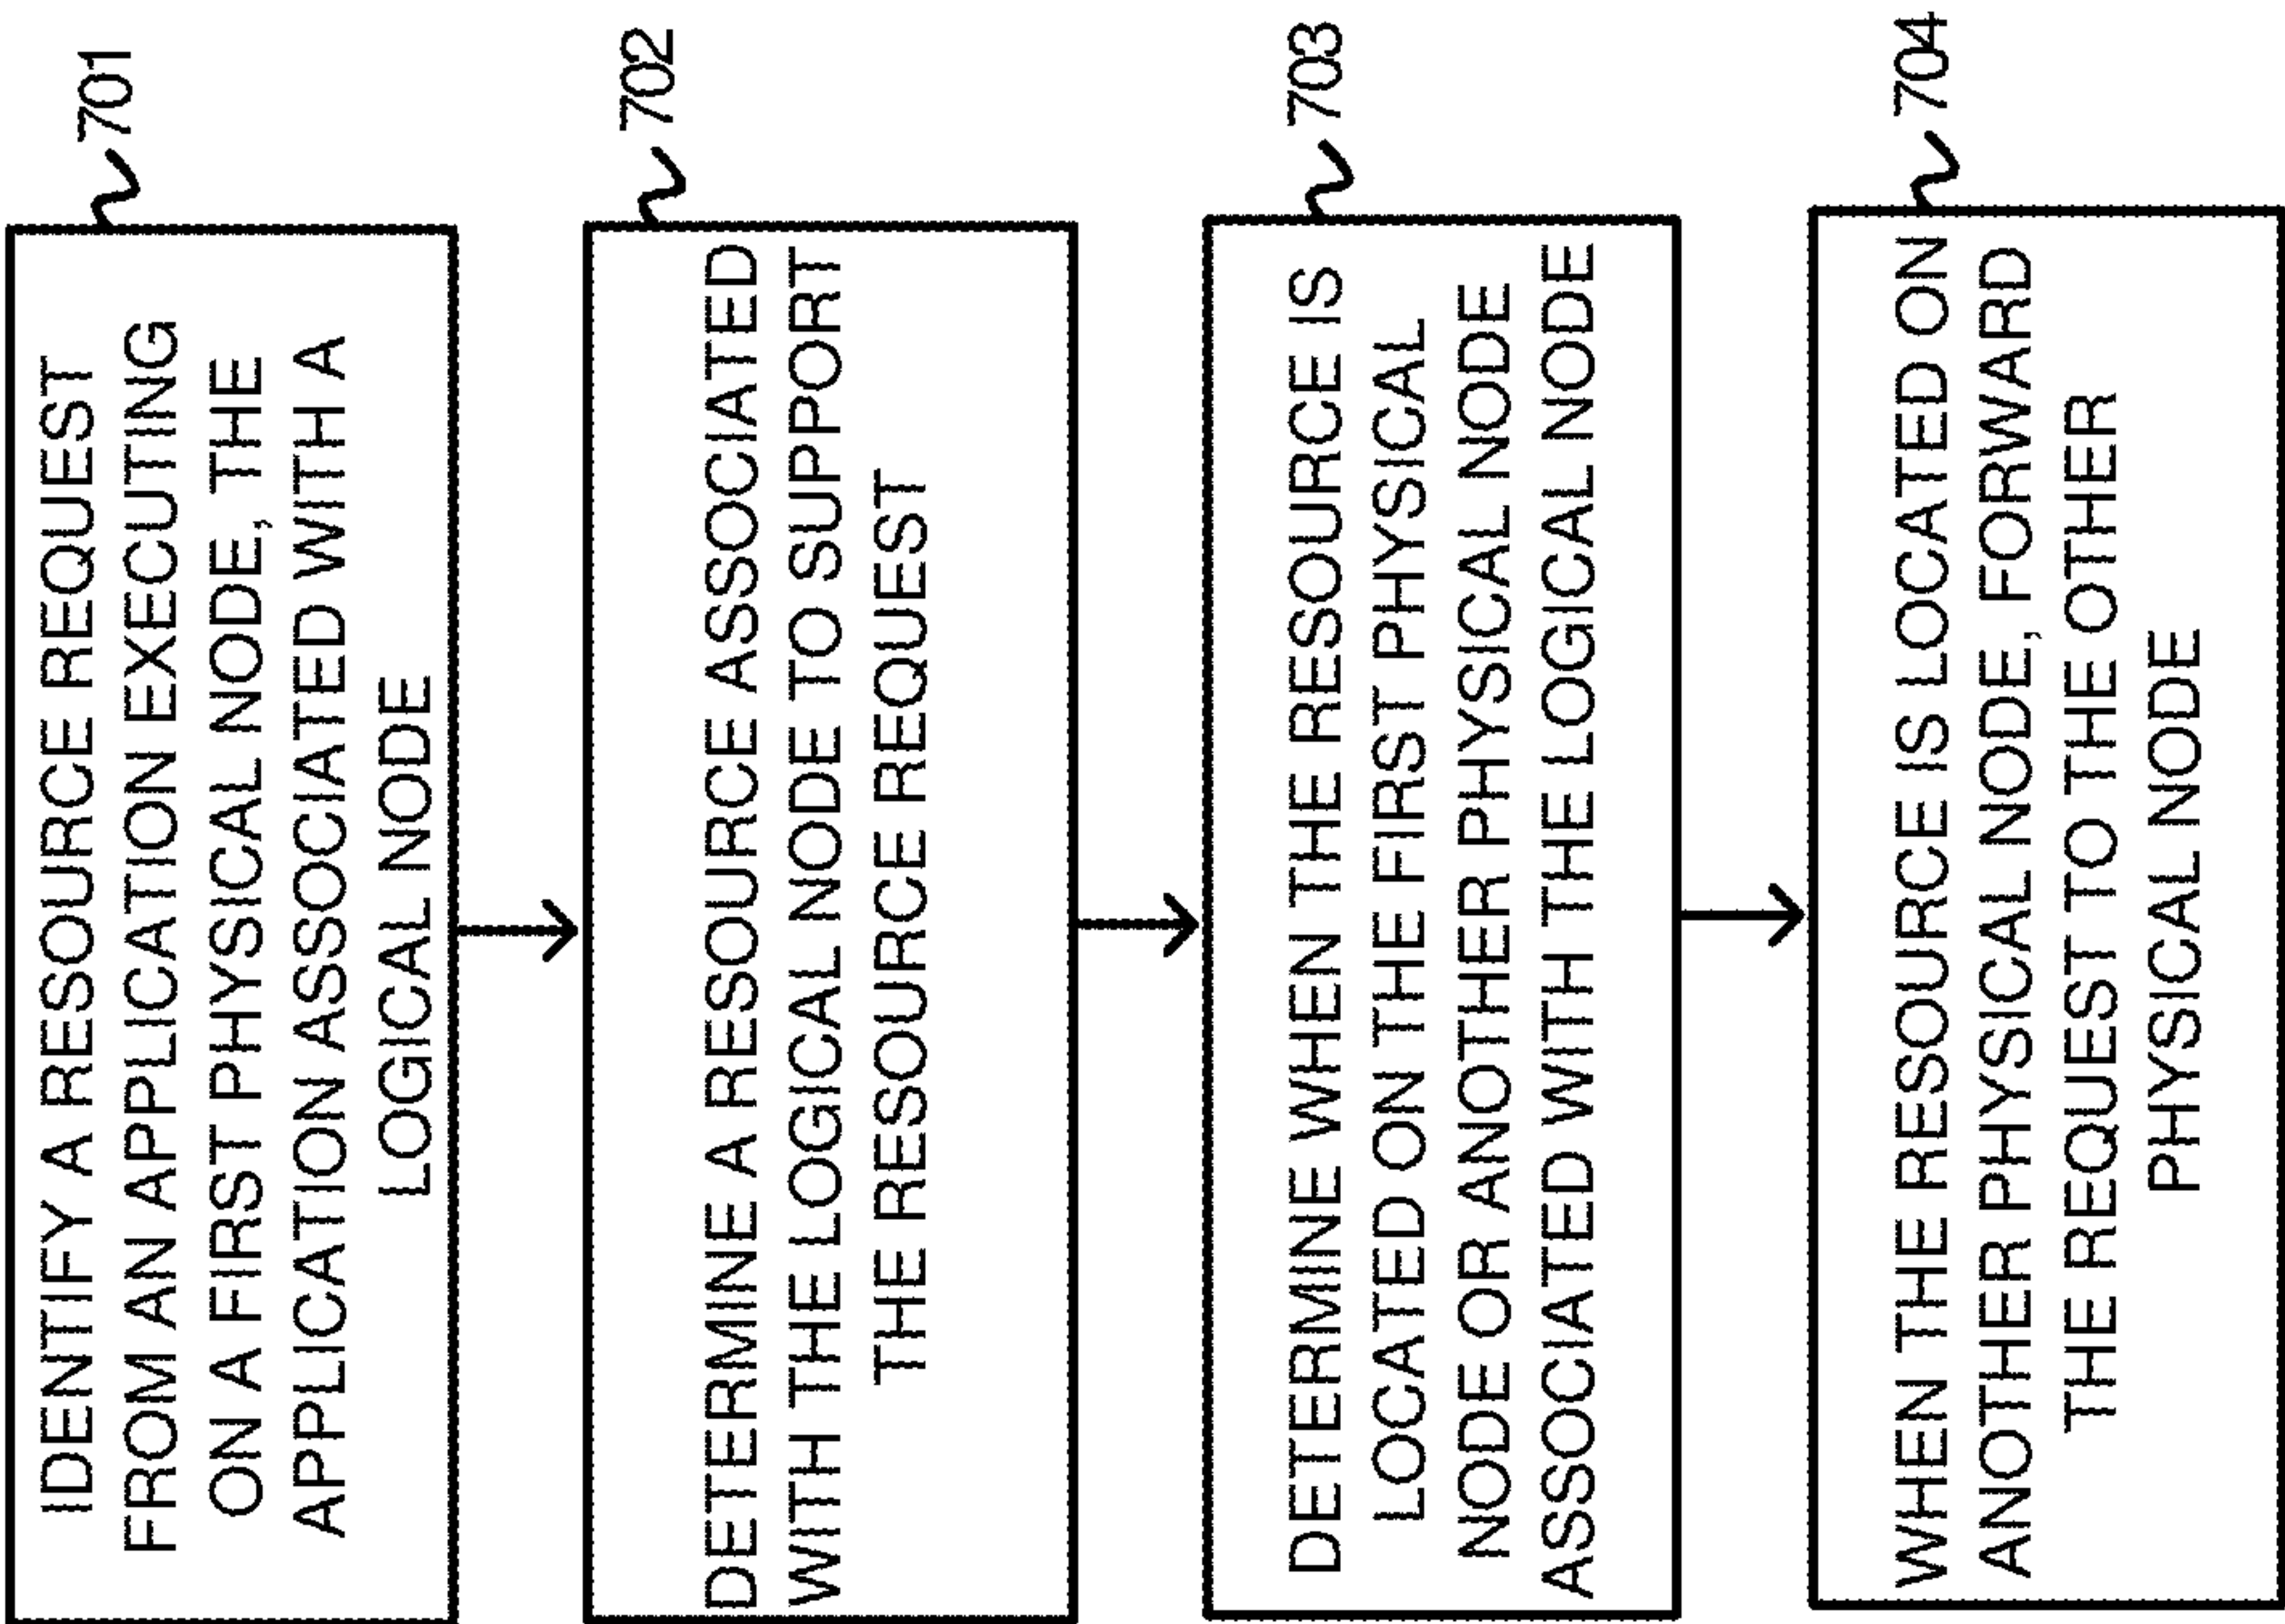 IDENTIFY A RESOURCE REQUEST
FROM AN APPLICATION EXECUTING
ON A FIRST PHYSICAL NODE, THE
APPLICATION ASSOCIATED WITH A
LOGICAL NODE
701
DETERMINE A RESOURCE ASSOCIATED
WITH THE LOGICAL NODE TO SUPPORT
THE RESOURCE REQUEST
702
DETERMINE WHEN THE RESOURCE IS
LOCATED ON THE FIRST PHYSICAL
NODE OR ANOTHER PHYSICAL NODE
ASSOCIATED WITH THE LOGICAL NODE
703
WHEN THE RESOURCE IS LOCATED ON
ANOTHER PHYSICAL NODE, FORWARD
THE REQUEST TO THE OTHER
PHYSICAL NODE
704